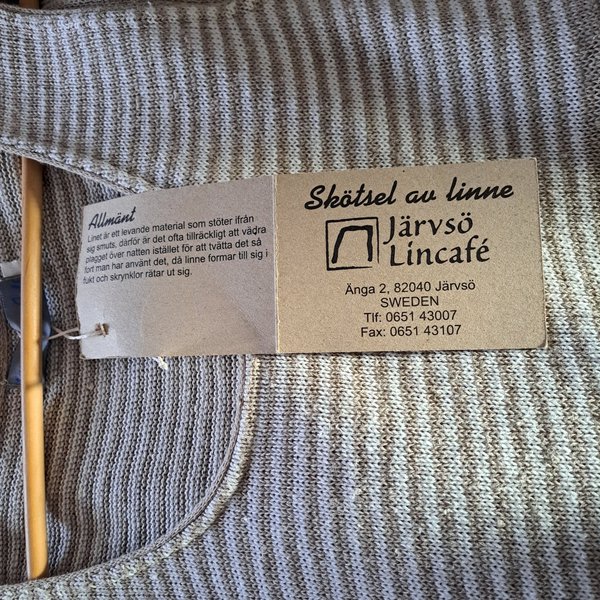 Allmänt
Linet är ett levande material som stöter ifrån
sig smuts, därför är det ofta tillräckligt att vädra
plagget över natten istället för att tvätta det så
fort man har använt det, då linne formar till sig i
fukt och skrynklor rätar ut sig.
Skötsel av linne
Järvsö
Lincafé
Änga 2, 82040 Järvsö
SWEDEN
Tlf: 0651 43007
Fax: 0651 43107